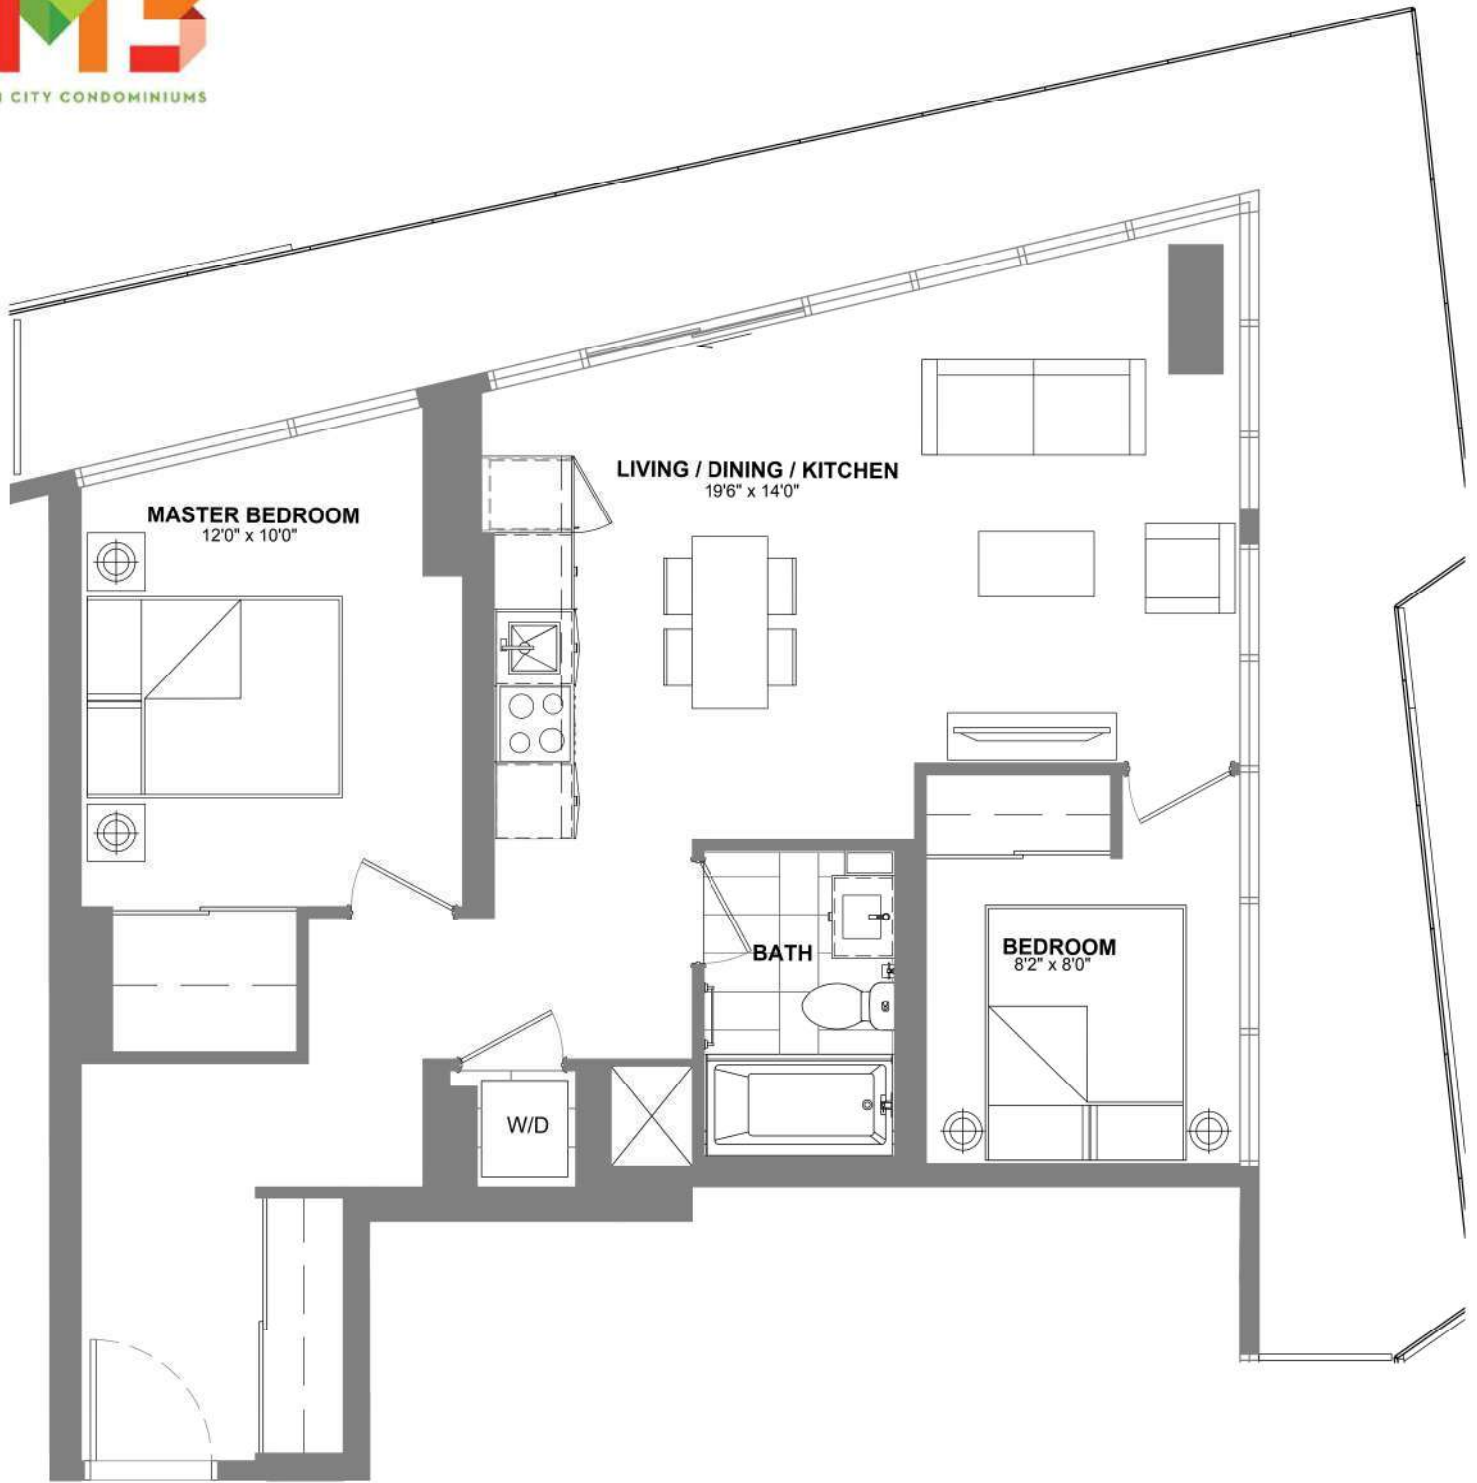 M3
CITY CONDOMINIUMS
LIVING / DINING / KITCHEN
19'6" x 14'0"
MASTER BEDROOM
12'0" x 10'0"
BATH
BEDROOM
8'2" x 8'0"
W/D